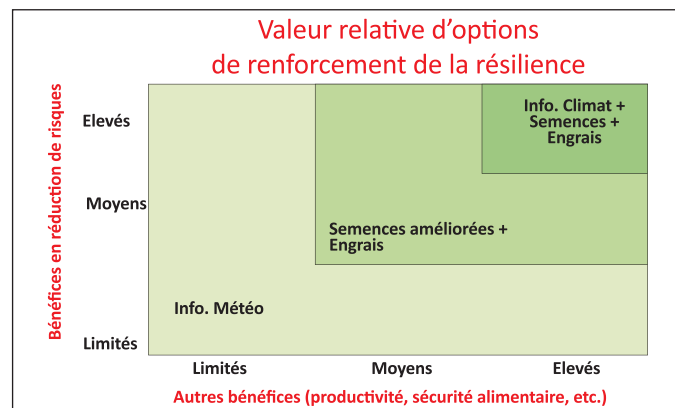 Valeur relative d'options
de renforcement de la résilience
Bénéfices en réduction de risques
Elevés
Moyens
Limités
Info. Climat +
Semences +
Engrais
Semences améliorées +
Engrais
Info. Météo
Limités
Moyens
Elevés
Autres bénéfices (productivité, sécurité alimentaire, etc.)